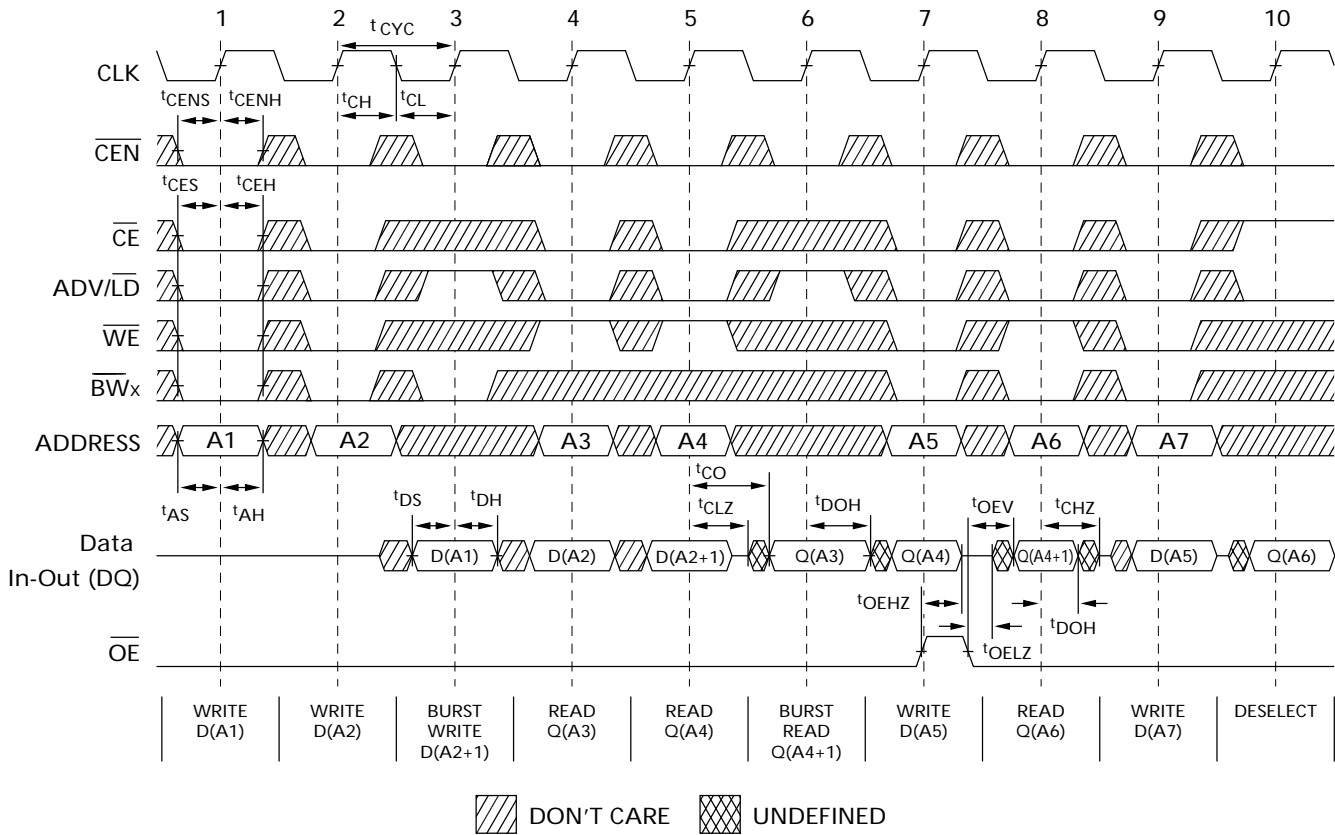 1 2 3 4 5 6 7 8 9 10
tCYC
CLK
tCENS tCENH tCH tCL
CEN
tCES tCEH
CE
ADV/LD
WE
BWx
ADDRESS A1 A2 A3 A4 A5 A6 A7
tCO
tDS tDH tCLZ tDOH tOEV tCHZ
tAS tAH
Data
In-Out (DQ)
D(A1) D(A2) D(A2+1) Q(A3) Q(A4) Q(A4+1) D(A5) Q(A6)
tOEHZ tDOH
tOELZ
OE
WRITE
D(A1)
WRITE
D(A2)
BURST
WRITE
D(A2+1)
READ
Q(A3)
READ
Q(A4)
BURST
READ
Q(A4+1)
WRITE
D(A5)
READ
Q(A6)
WRITE
D(A7)
DESELECT
DON'T CARE UNDEFINED